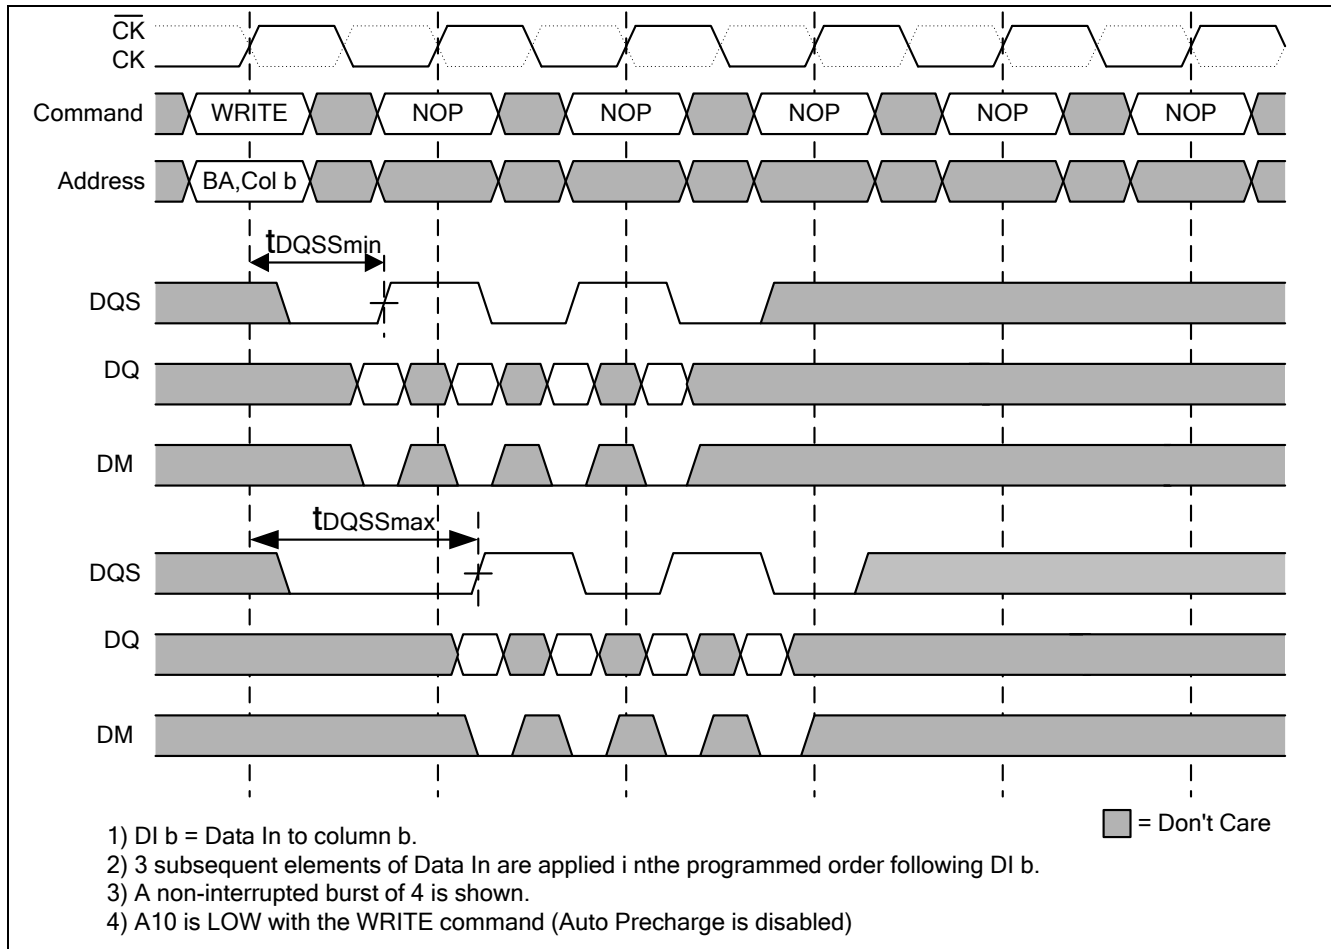 CK
CK
Command WRITE NOP NOP NOP NOP NOP
Address BA,Col b
tDQSSmin
DQS
DQ
DM
tDQSSmax
DQS
DQ
DM
= Don't Care
1) DI b = Data In to column b.
2) 3 subsequent elements of Data In are applied i nthe programmed order following DI b.
3) A non-interrupted burst of 4 is shown.
4) A10 is LOW with the WRITE command (Auto Precharge is disabled)